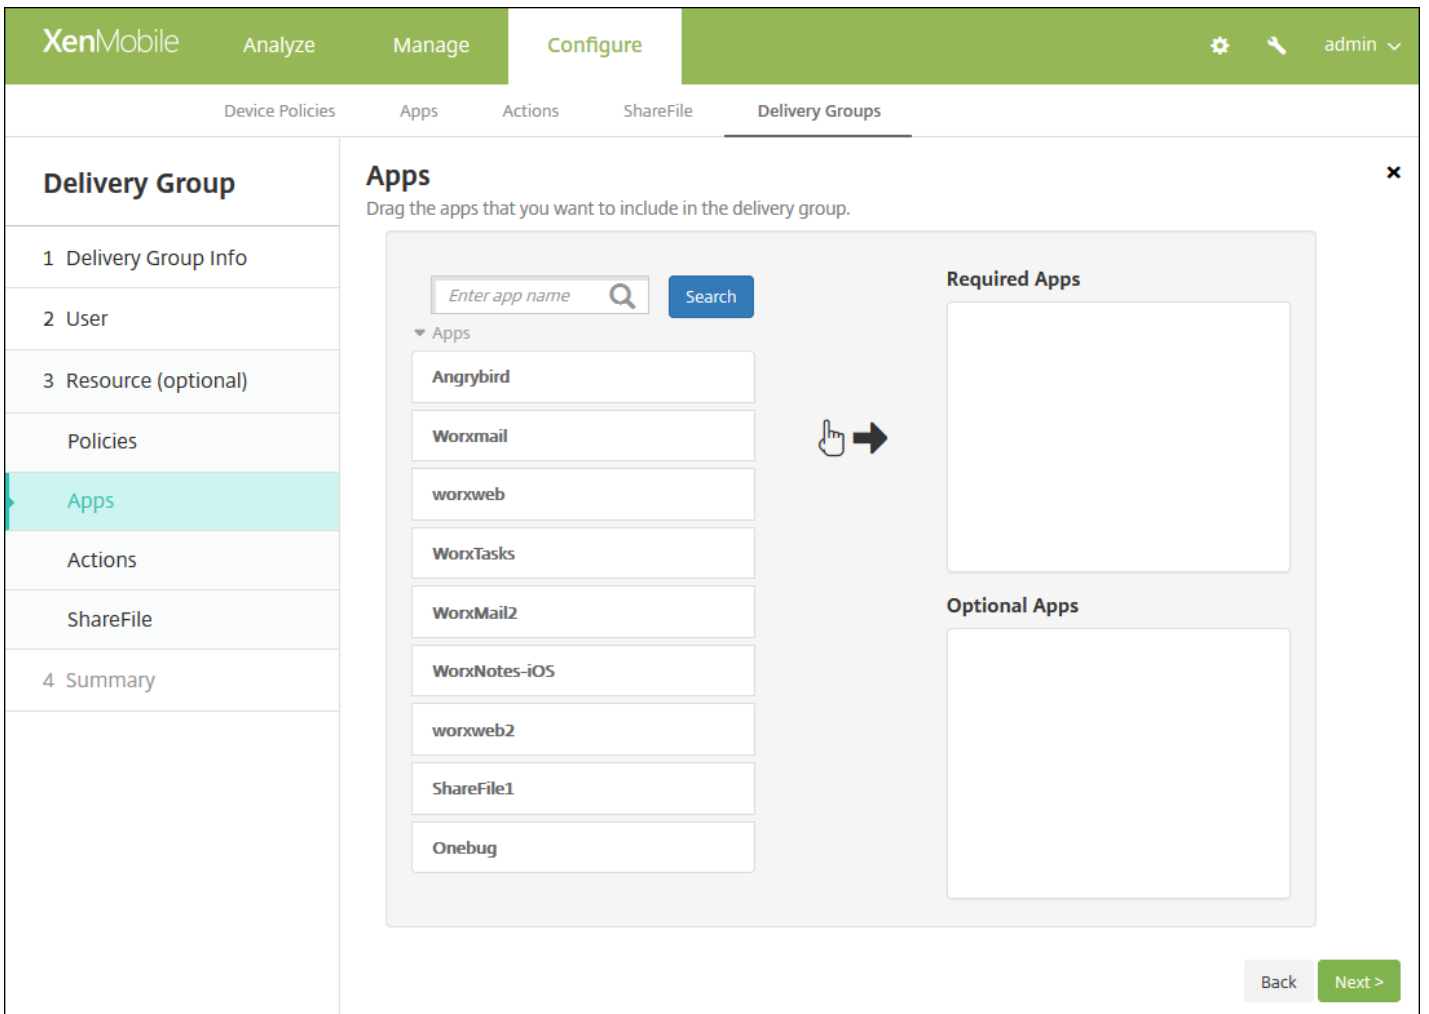 XenMobile Analyze Manage Configure admin
Device Policies Apps Actions ShareFile Delivery Groups
Delivery Group
1 Delivery Group Info
2 User
3 Resource (optional)
Policies
Apps
Actions
ShareFile
4 Summary
Apps
Drag the apps that you want to include in the delivery group.
Enter app name Search
Apps
Angrybird
Worxmail
worxweb
WorxTasks
WorxMail2
WorxNotes-iOS
worxweb2
ShareFile1
Onebug
Required Apps
Optional Apps
Back Next >